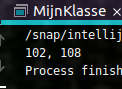 MijnKlasse
/snap/intellij
102, 108
Process finish